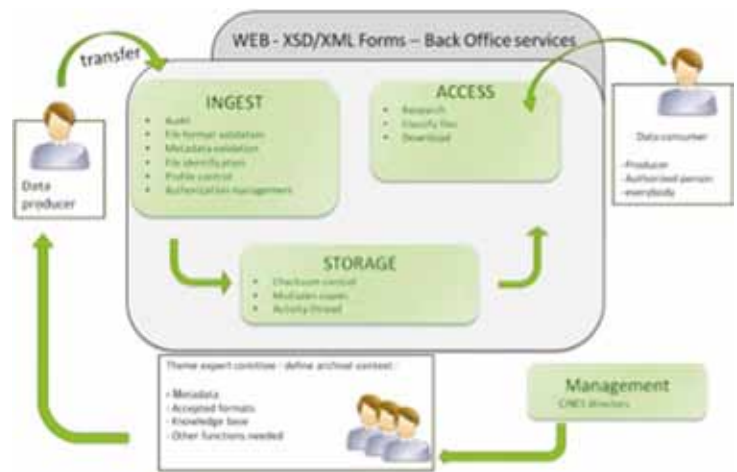 WEB - XSD/XML Forms – Back Office services
transfer
INGEST
Audit
File format validation
Metadata validation
File identification
Profile control
Authorization management
ACCESS
Research
Classify files
Download
Data
producer
Data consumer
-Producer
-Authorized person
-everybody
STORAGE
Checksum control
Multiples copies
Activity thread
Theme expert comittee : define archival context :
- Metadata
- Accepted formats
- Knowledge base
- Other functions needed
Management
CINES directors